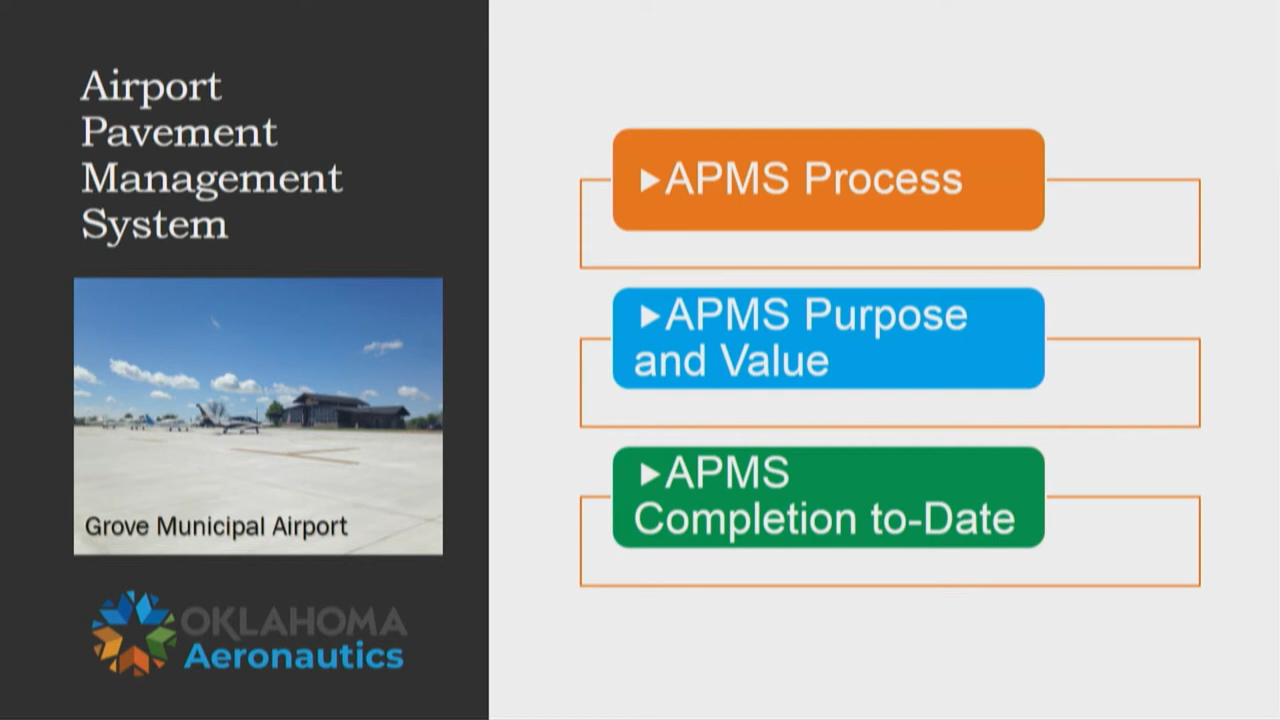 Airport
Pavement
Management
System
Grove Municipal Airport
OKLAHOMA
Aeronautics
▶APMS Process
▶APMS Purpose
and Value
▶APMS
Completion to-Date